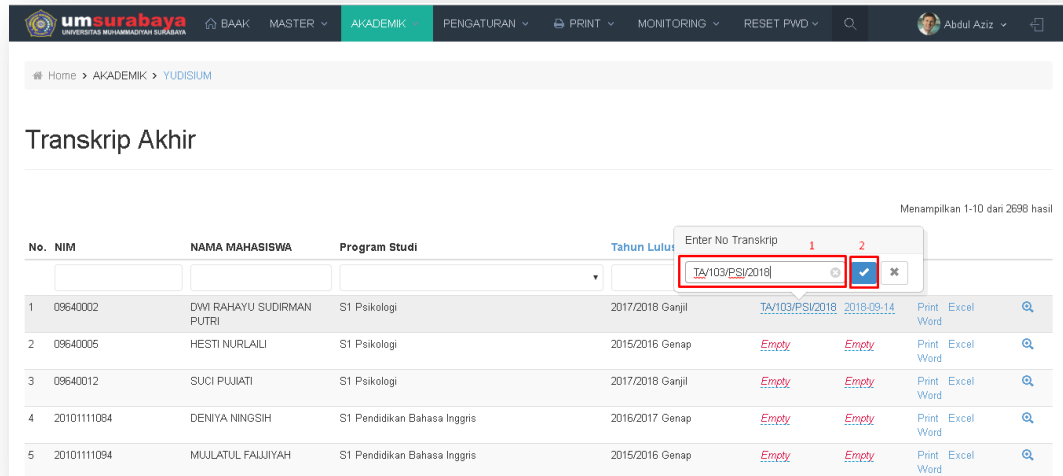 umsurabaya
UNIVERSITAS MUHAMMADIYAH SURABAYA
BAAK MASTER AKADEMIK PENGATURAN PRINT MONITORING RESET PWD Abdul Aziz
Home > AKADEMIK > YUDISIUM
Transkrip Akhir
Menampilkan 1-10 dari 2698 hasil
Enter No Transkrip 1 2
No. NIM NAMA MAHASISWA Program Studi Tahun Lulus
TA/103/PSI/2018
1 09640002 DWI RAHAYU SUDIRMAN PUTRI S1 Psikologi 2017/2018 Ganjil TA/103/PSI/2018 2018-09-14 Print Excel Word
2 09640005 HESTI NURLAILI S1 Psikologi 2015/2016 Genap Empty Empty Print Excel Word
3 09640012 SUCI PUJIATI S1 Psikologi 2017/2018 Ganjil Empty Empty Print Excel Word
4 20101111084 DENIYA NINGSIH S1 Pendidikan Bahasa Inggris 2016/2017 Genap Empty Empty Print Excel Word
5 20101111094 MUJLATUL FAIJJIYAH S1 Pendidikan Bahasa Inggris 2015/2016 Genap Empty Empty Print Excel Word